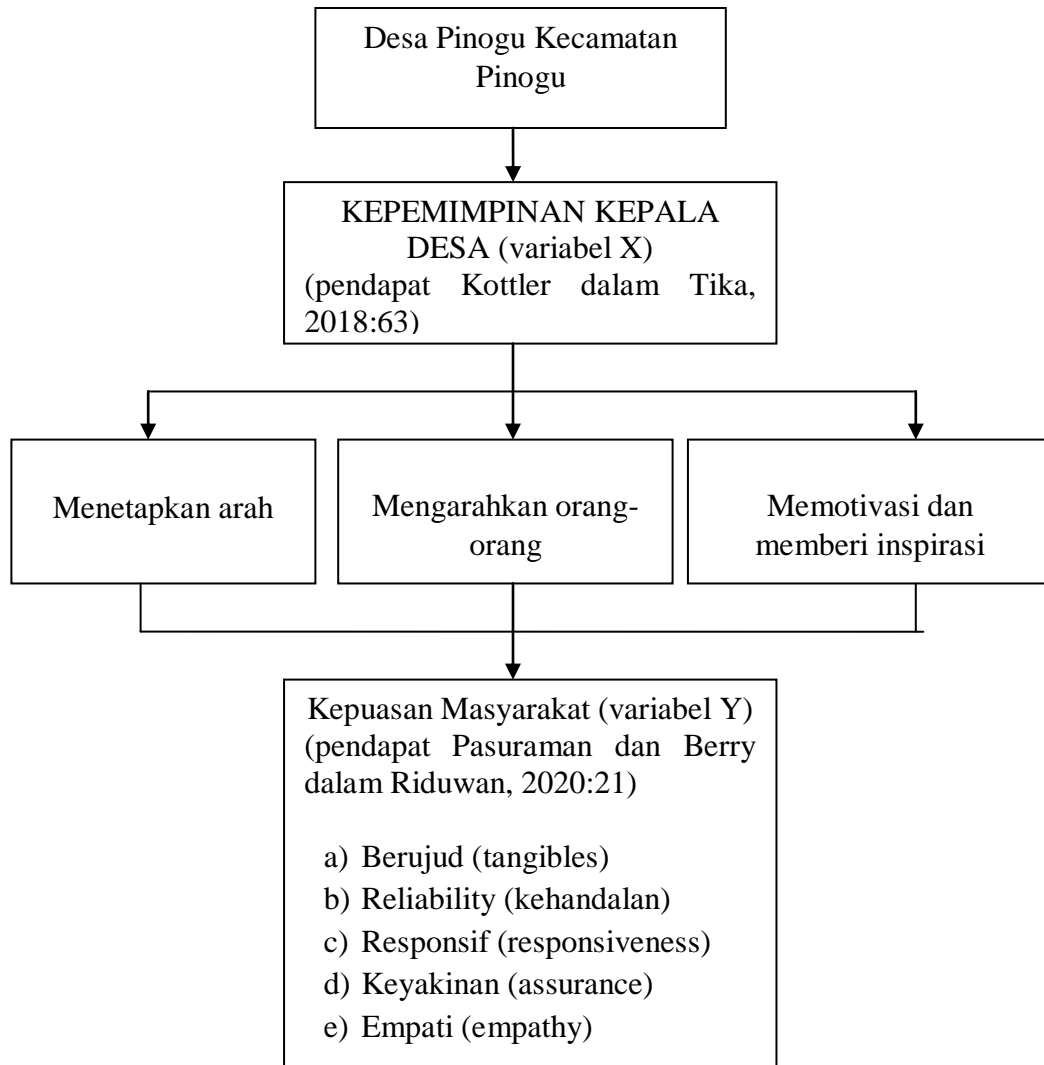 Desa Pinogu Kecamatan
Pinogu
KEPEMIMPINAN KEPALA
DESA (variabel X)
(pendapat Kottler dalam Tika,
2018:63)
Menetapkan arah
Mengarahkan orang-
orang
Memotivasi dan
memberi inspirasi
Kepuasan Masyarakat (variabel Y)
(pendapat Pasuraman dan Berry
dalam Riduwan, 2020:21)
a) Berujud (tangibles)
b) Reliability (kehandalan)
c) Responsif (responsiveness)
d) Keyakinan (assurance)
e) Empati (empathy)